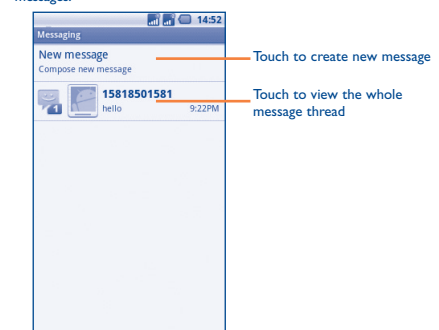 messages.
14:52
Messaging
New message
Compose new message
Touch to create new message
1
15818501581
hello 9:22PM
Touch to view the whole
message thread